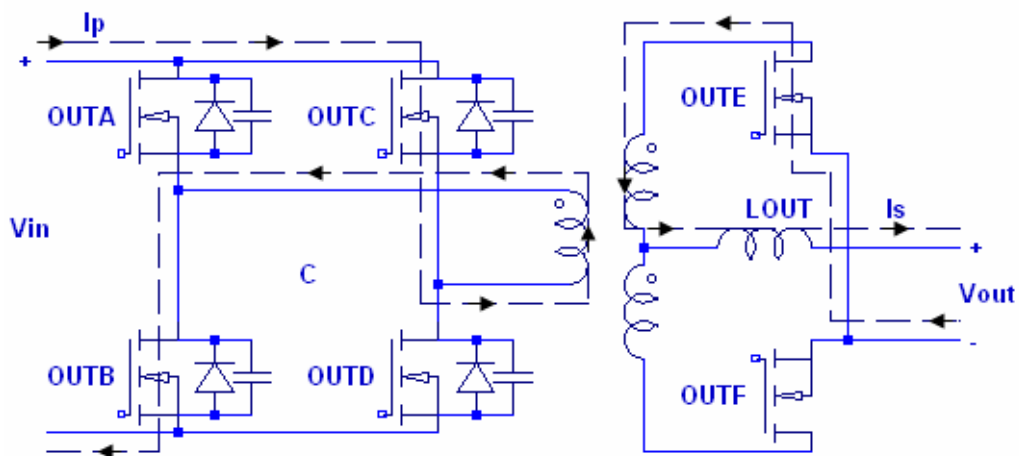 Ip
+
OUTA
OUTC
OUTE
Vin
LOUT
Is
+
C
Vout
OUTB
OUTD
-
OUTF